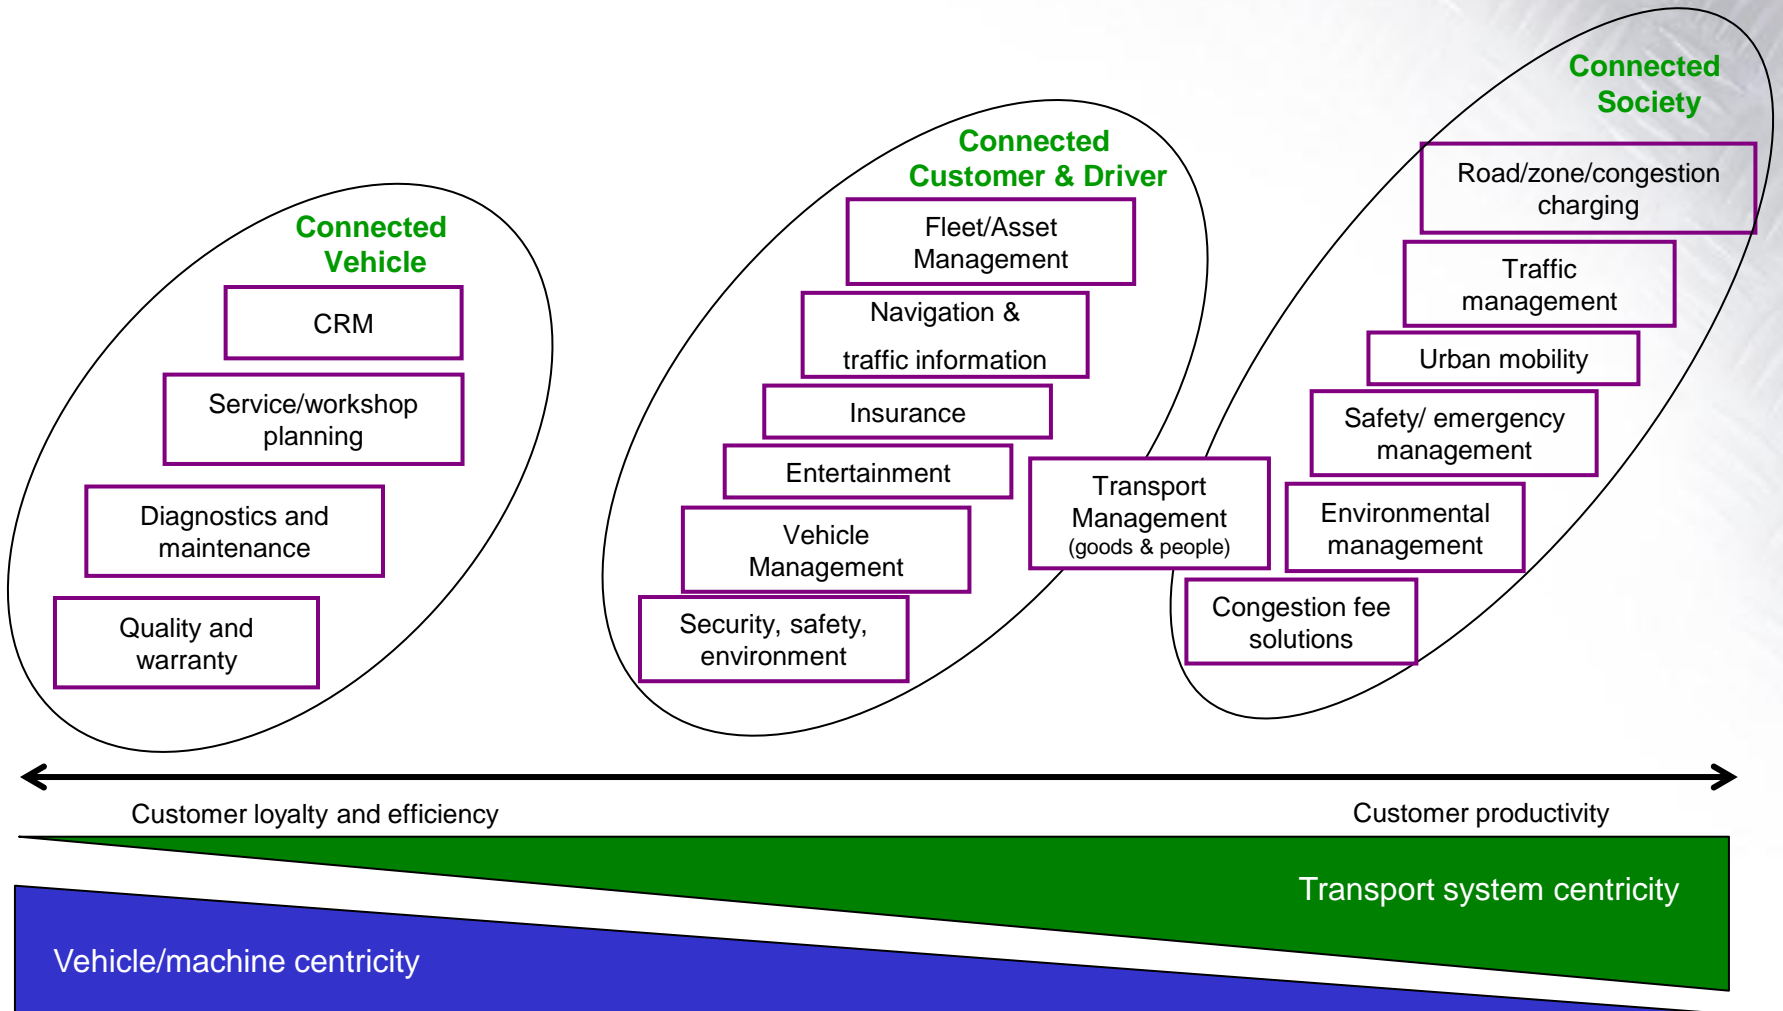 Connected
Vehicle
CRM
Service/workshop
planning
Diagnostics and
maintenance
Quality and
warranty
Connected
Customer & Driver
Fleet/Asset
Management
Navigation &
traffic information
Insurance
Entertainment
Vehicle
Management
Security, safety,
environment
Transport
Management
(goods & people)
Connected
Society
Road/zone/congestion
charging
Traffic
management
Urban mobility
Safety/ emergency
management
Environmental
management
Congestion fee
solutions
Customer loyalty and efficiency
Customer productivity
Transport system centricity
Vehicle/machine centricity